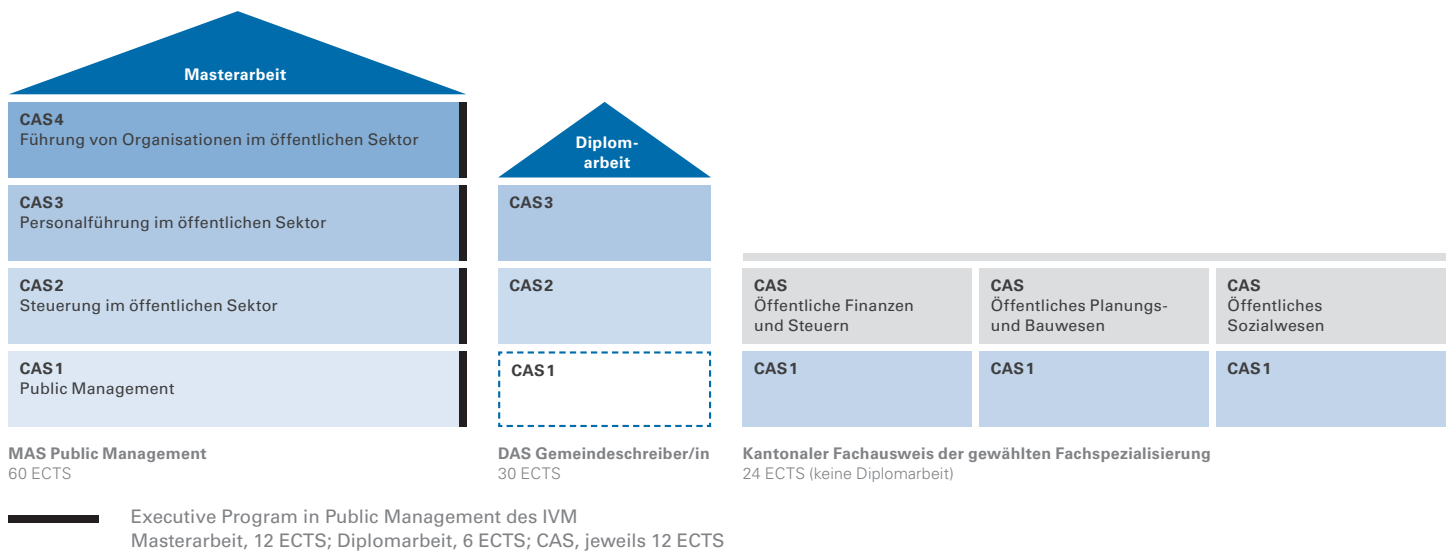 Masterarbeit
CAS4
Führung von Organisationen im öffentlichen Sektor
CAS3
Personalführung im öffentlichen Sektor
CAS2
Steuerung im öffentlichen Sektor
CAS1
Public Management
MAS Public Management
60 ECTS
Diplom-
arbeit
CAS3
CAS2
CAS1
DAS Gemeindeschreiber/in
30 ECTS
CAS
Öffentliche Finanzen
und Steuern
CAS
Öffentliches Planungs-
und Bauwesen
CAS
Öffentliches
Sozialwesen
CAS1
CAS1
CAS1
Kantonaler Fachausweis der gewählten Fachspezialisierung
24 ECTS (keine Diplomarbeit)
Executive Program in Public Management des IVM
Masterarbeit, 12 ECTS; Diplomarbeit, 6 ECTS; CAS, jeweils 12 ECTS